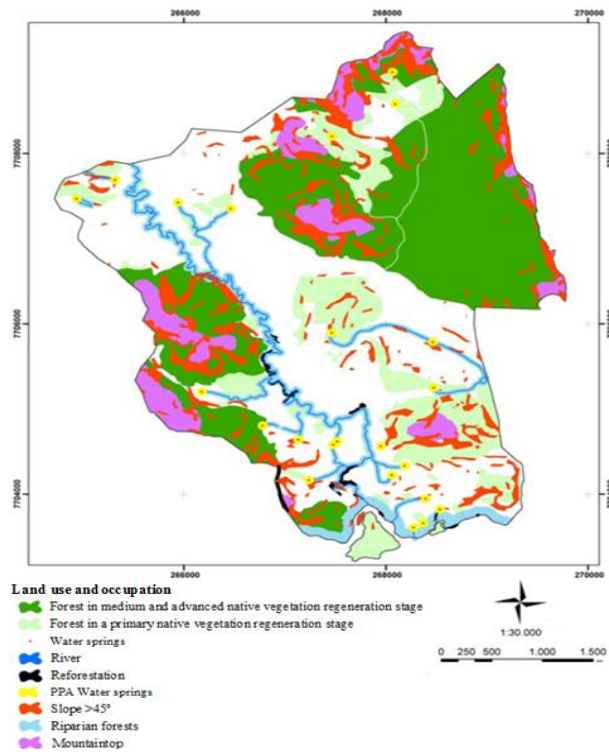 266000 268000 270000
7708000
7706000
7704000
266000 268000 270000
Land use and occupation
Forest in medium and advanced native vegetation regeneration stage
Forest in a primary native vegetation regeneration stage
Water springs
River
Reforestation
PPA Water springs
Slope >45°
Riparian forests
Mountaintop
1:30.000
0 250 500 1.000 1.500